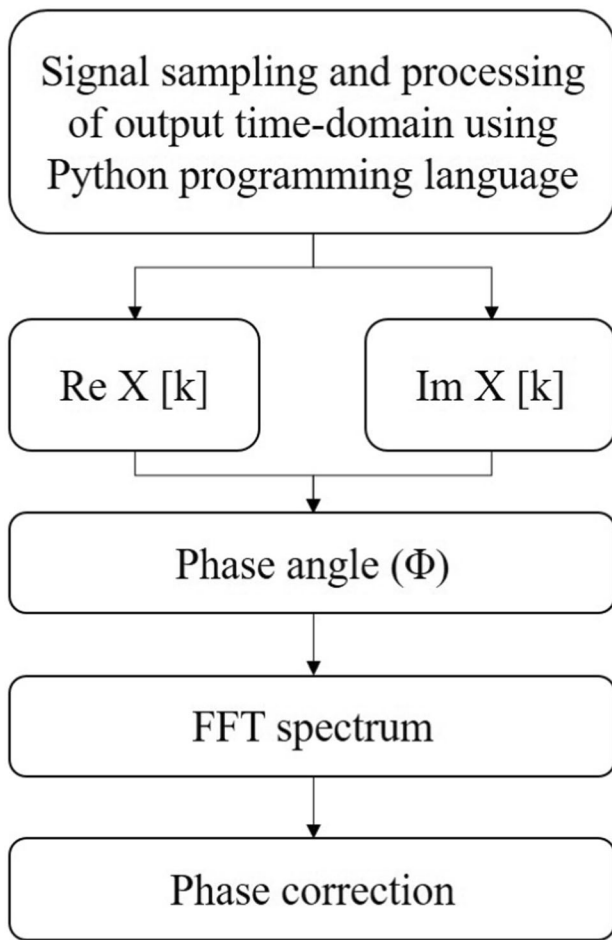 Signal sampling and processing
of output time-domain using
Python programming language
Re X [k]
Im X [k]
Phase angle (Φ)
FFT spectrum
Phase correction